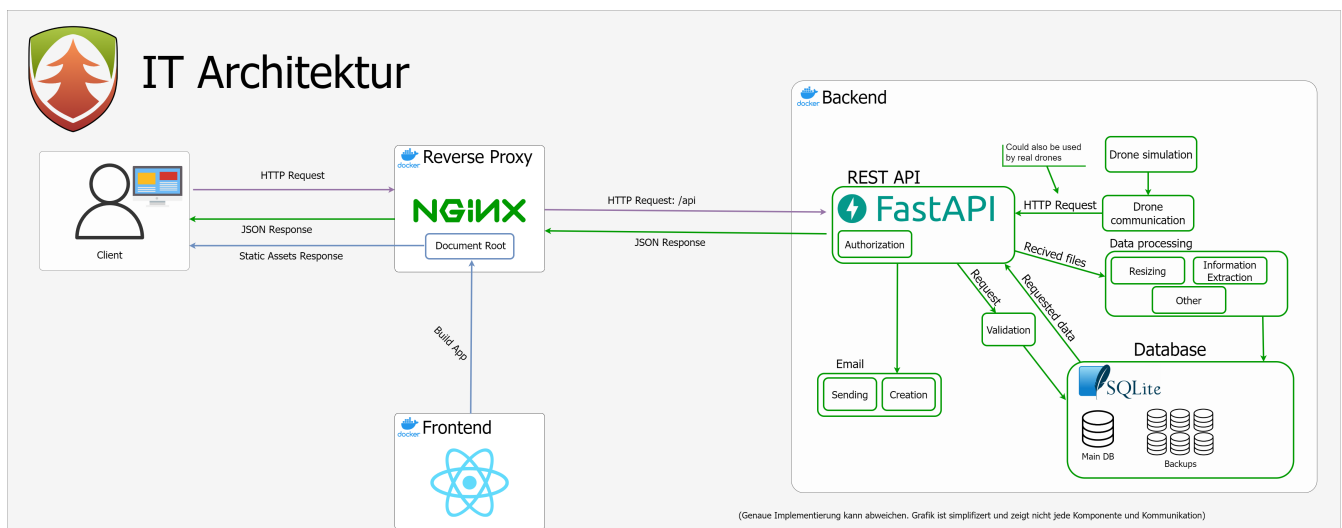 IT Architektur
docker
Backend
Could also be used
by real drones
Drone simulation
docker
Reverse Proxy
HTTP Request
REST API
FastAPI
NGINX
HTTP Request: /api
HTTP Request
Drone
communication
JSON Response
JSON Response
Document Root
Authorization
Client
Static Assets Response
Data processing
Recived files
Resizing
Information
Extraction
Other
Request
Requested data
Validation
Build App
Database
Email
Sending
Creation
SQLite
docker
Frontend
Main DB
Backups
(Genaue Implementierung kann abweichen. Grafik ist simplifizert und zeigt nicht jede Komponente und Kommunikation)